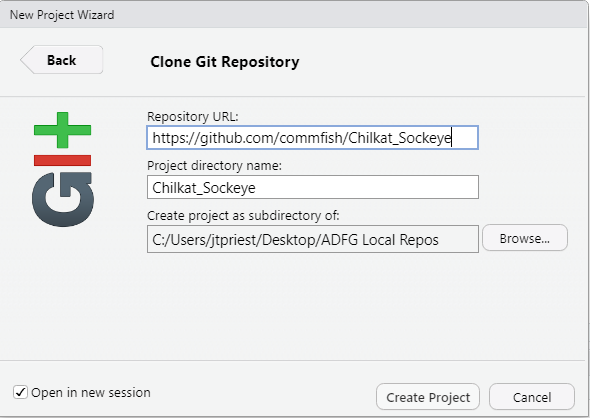 New Project Wizard
Back
Clone Git Repository
Repository URL:
https://github.com/commfish/Chilkat_Sockeye
Project directory name:
Chilkat_Sockeye
Create project as subdirectory of:
C:/Users/jtpriest/Desktop/ADFG Local Repos
Browse...
GIt
Open in new session
Create Project
Cancel